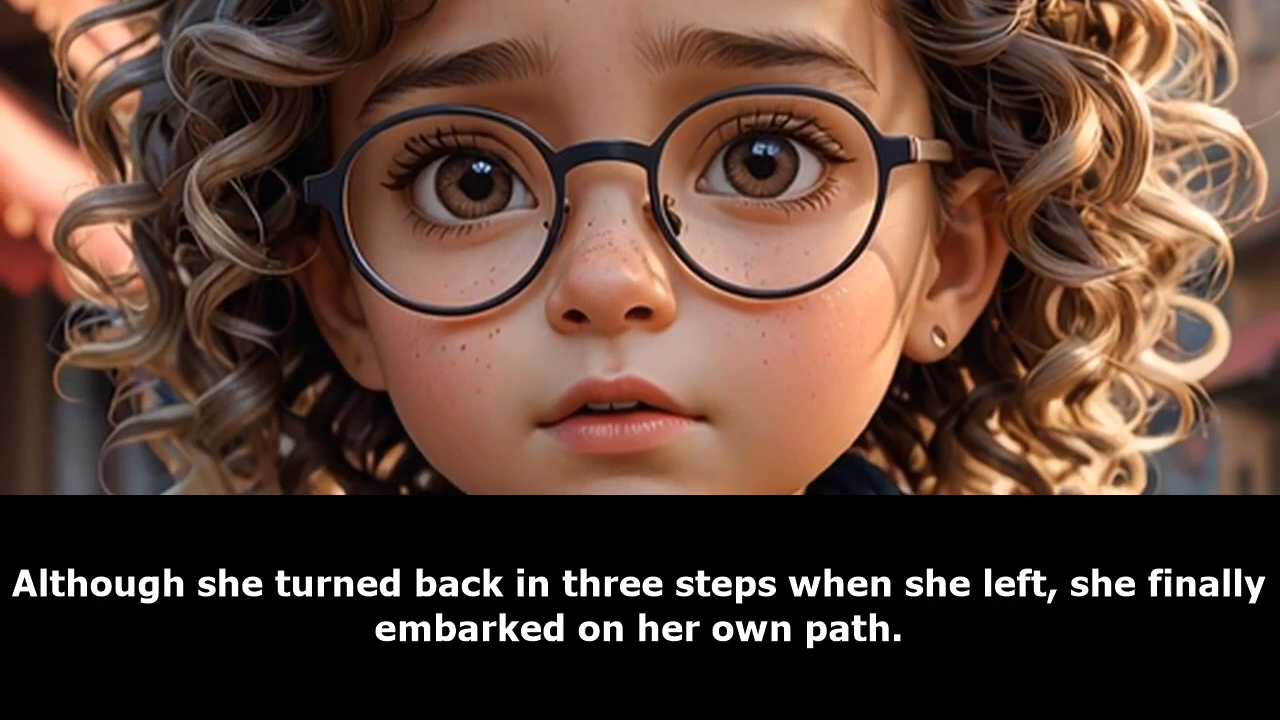 Although she turned back in three steps when she left, she finally
embarked on her own path.